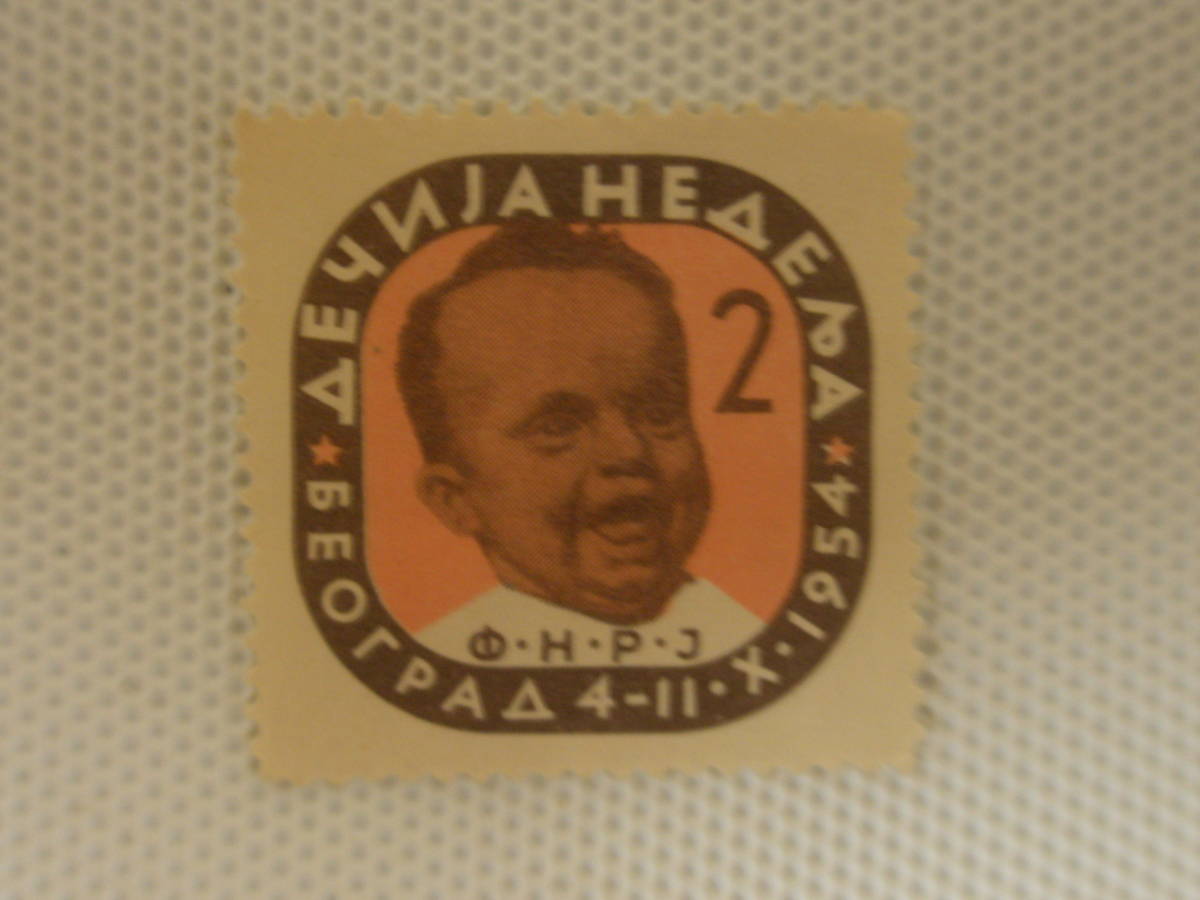 ДЕЧИЈА НЕДЕЉА
2
БЕОГРАД 4-11·X·1954
Ф·Н·Р·Ј